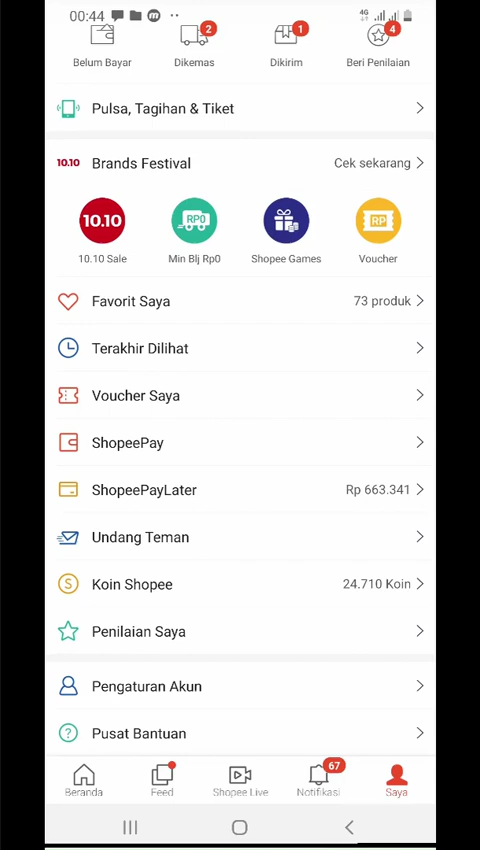 00:44
4G
2
1
4
Belum Bayar
Dikemas
Dikirim
Beri Penilaian
Pulsa, Tagihan & Tiket
10.10 Brands Festival Cek sekarang
10.10
RP0
RP
10.10 Sale
Min Blj Rp0
Shopee Games
Voucher
Favorit Saya 73 produk
Terakhir Dilihat
Voucher Saya
ShopeePay
ShopeePayLater Rp 663.341
Undang Teman
Koin Shopee 24.710 Koin
Penilaian Saya
Pengaturan Akun
Pusat Bantuan
67
Beranda
Feed
Shopee Live
Notifikasi
Saya